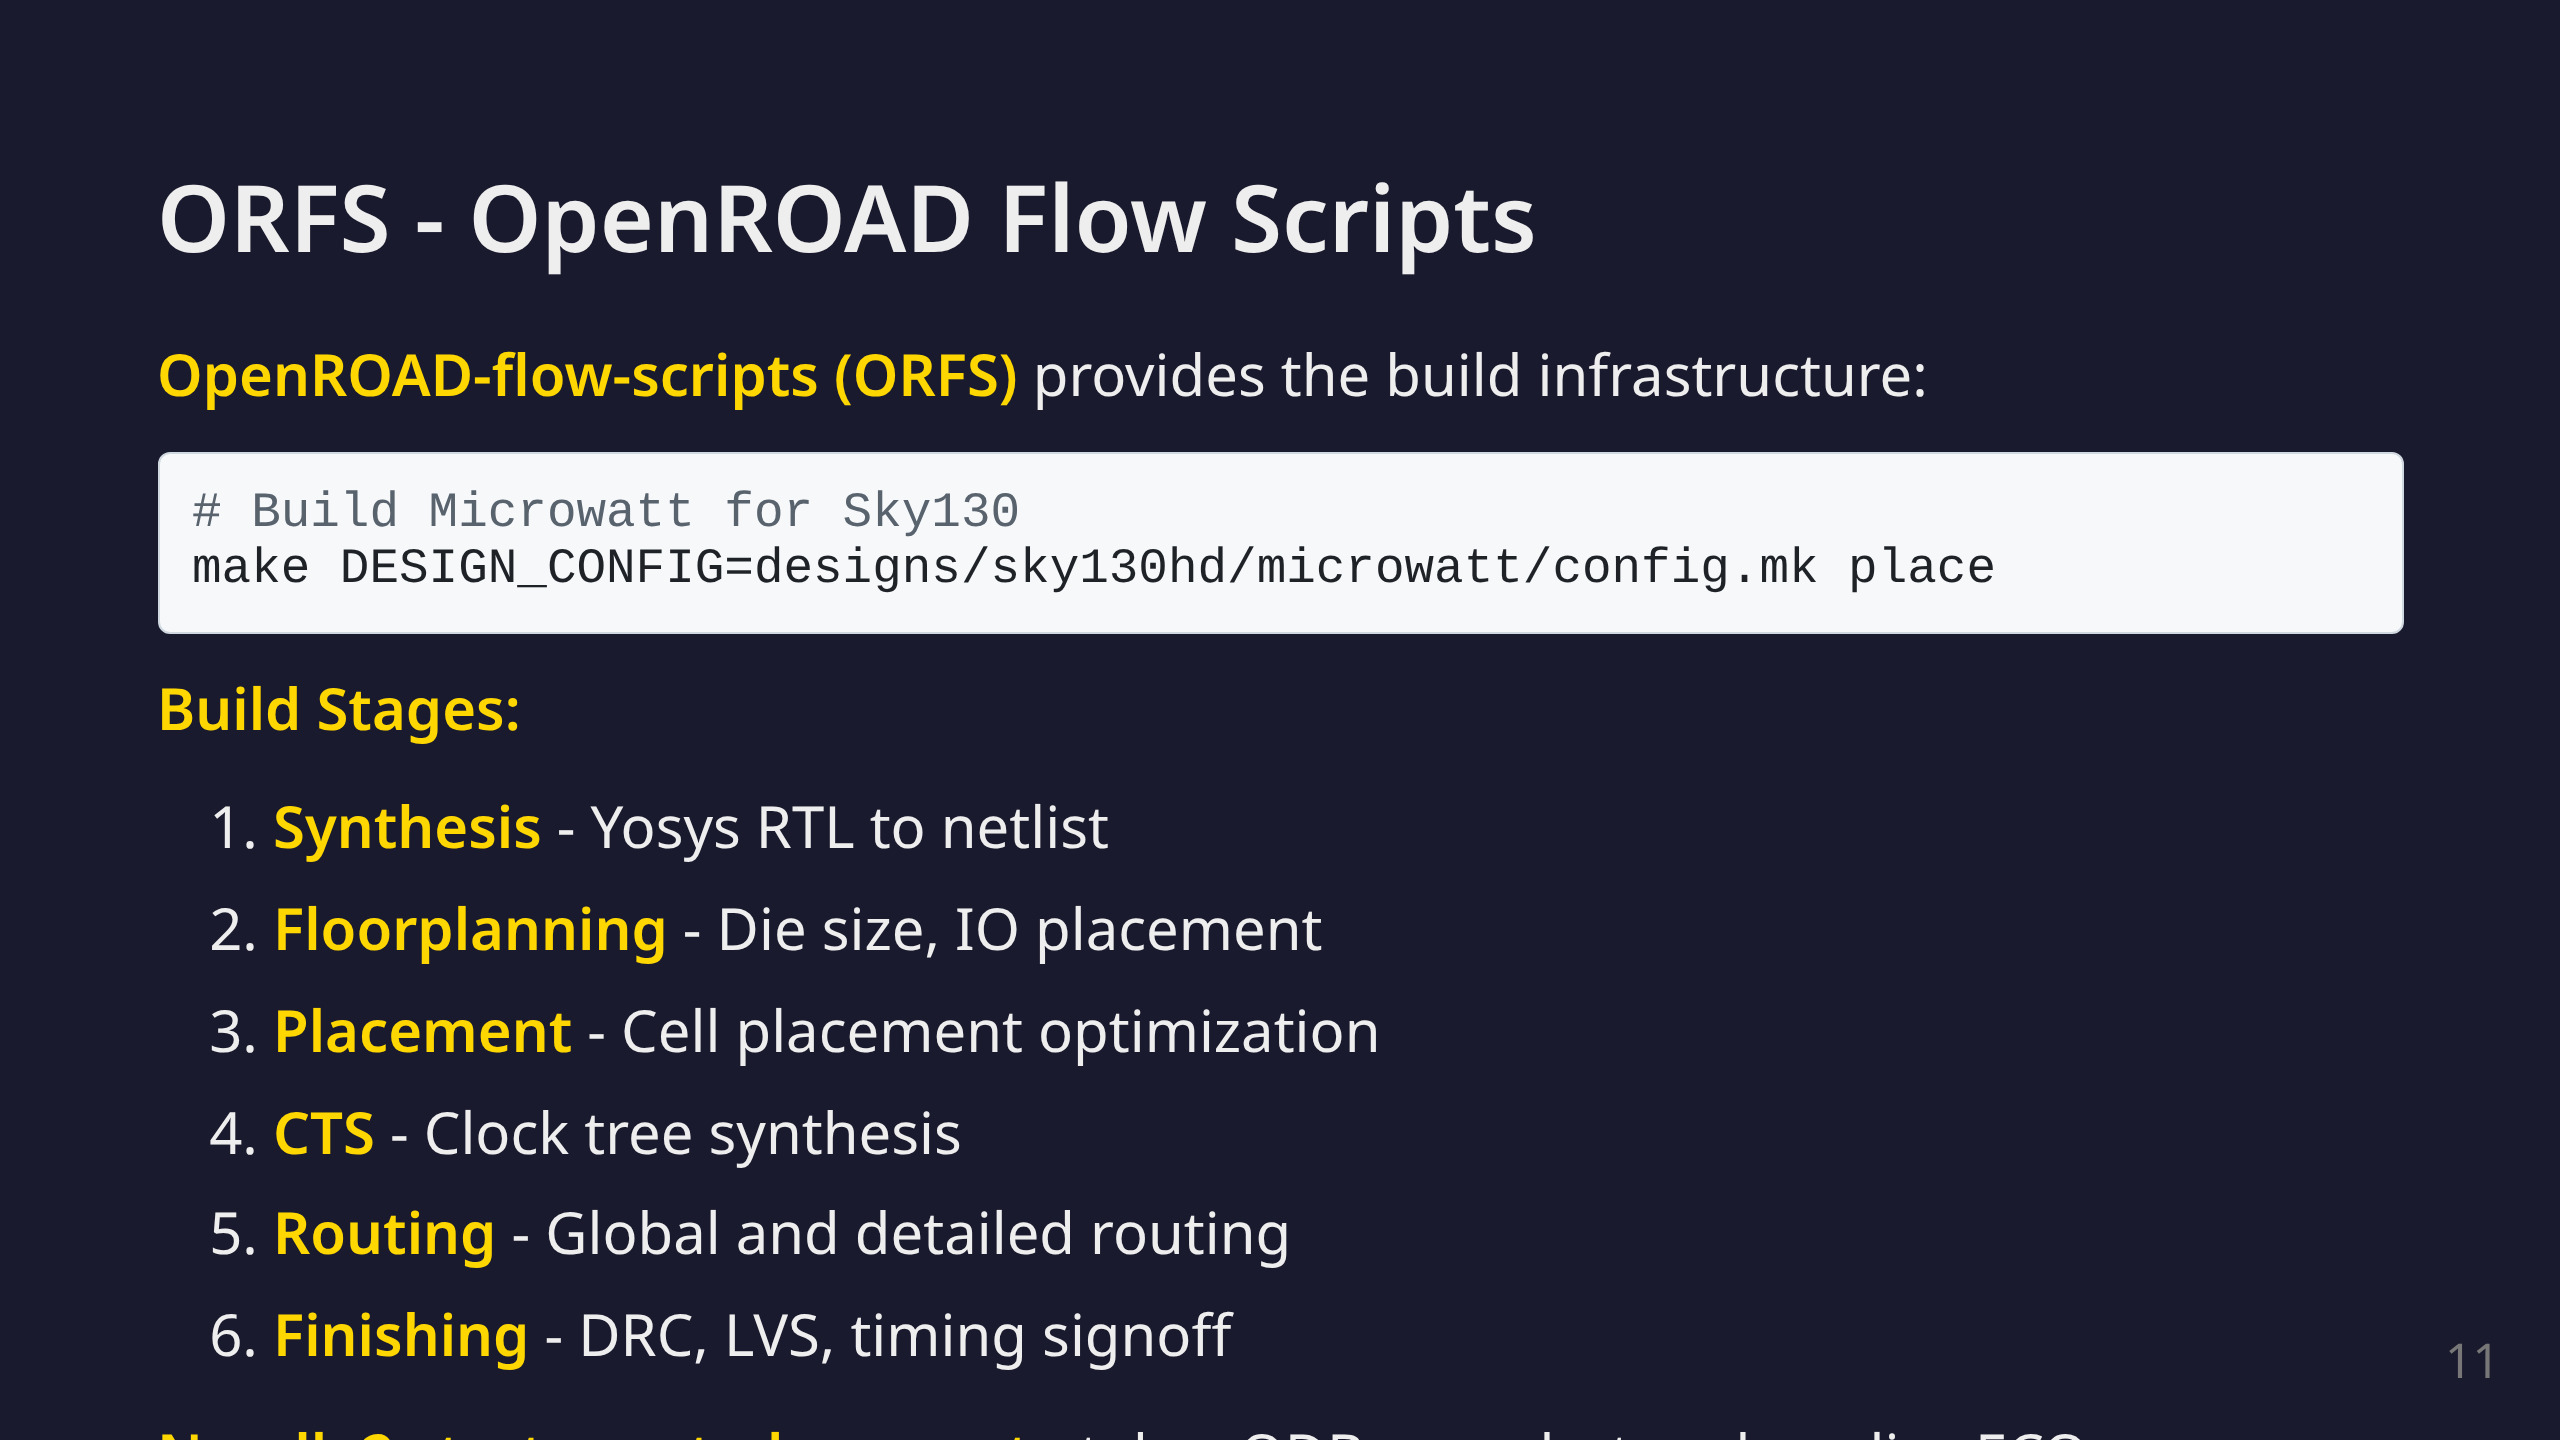 ORFS - OpenROAD Flow Scripts
OpenROAD-flow-scripts (ORFS) provides the build infrastructure:
# Build Microwatt for Sky130
make DESIGN_CONFIG=designs/sky130hd/microwatt/config.mk place
Build Stages:
1. Synthesis - Yosys RTL to netlist
2. Floorplanning - Die size, IO placement
3. Placement - Cell placement optimization
4. CTS - Clock tree synthesis
5. Routing - Global and detailed routing
6. Finishing - DRC, LVS, timing signoff
11